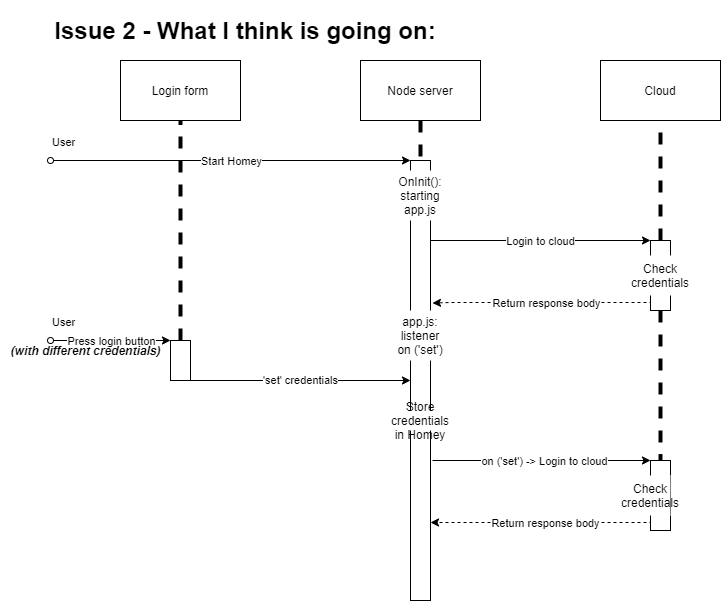 Issue 2 - What I think is going on:
Login form
Node server
Cloud
User
Start Homey
OnInit():
starting
app.js
Login to cloud
Check
credentials
Return response body
User
app.js:
listener
on ('set')
Press login button
(with different credentials)
'set' credentials
Store
credentials
in Homey
on ('set') -> Login to cloud
Check
credentials
Return response body